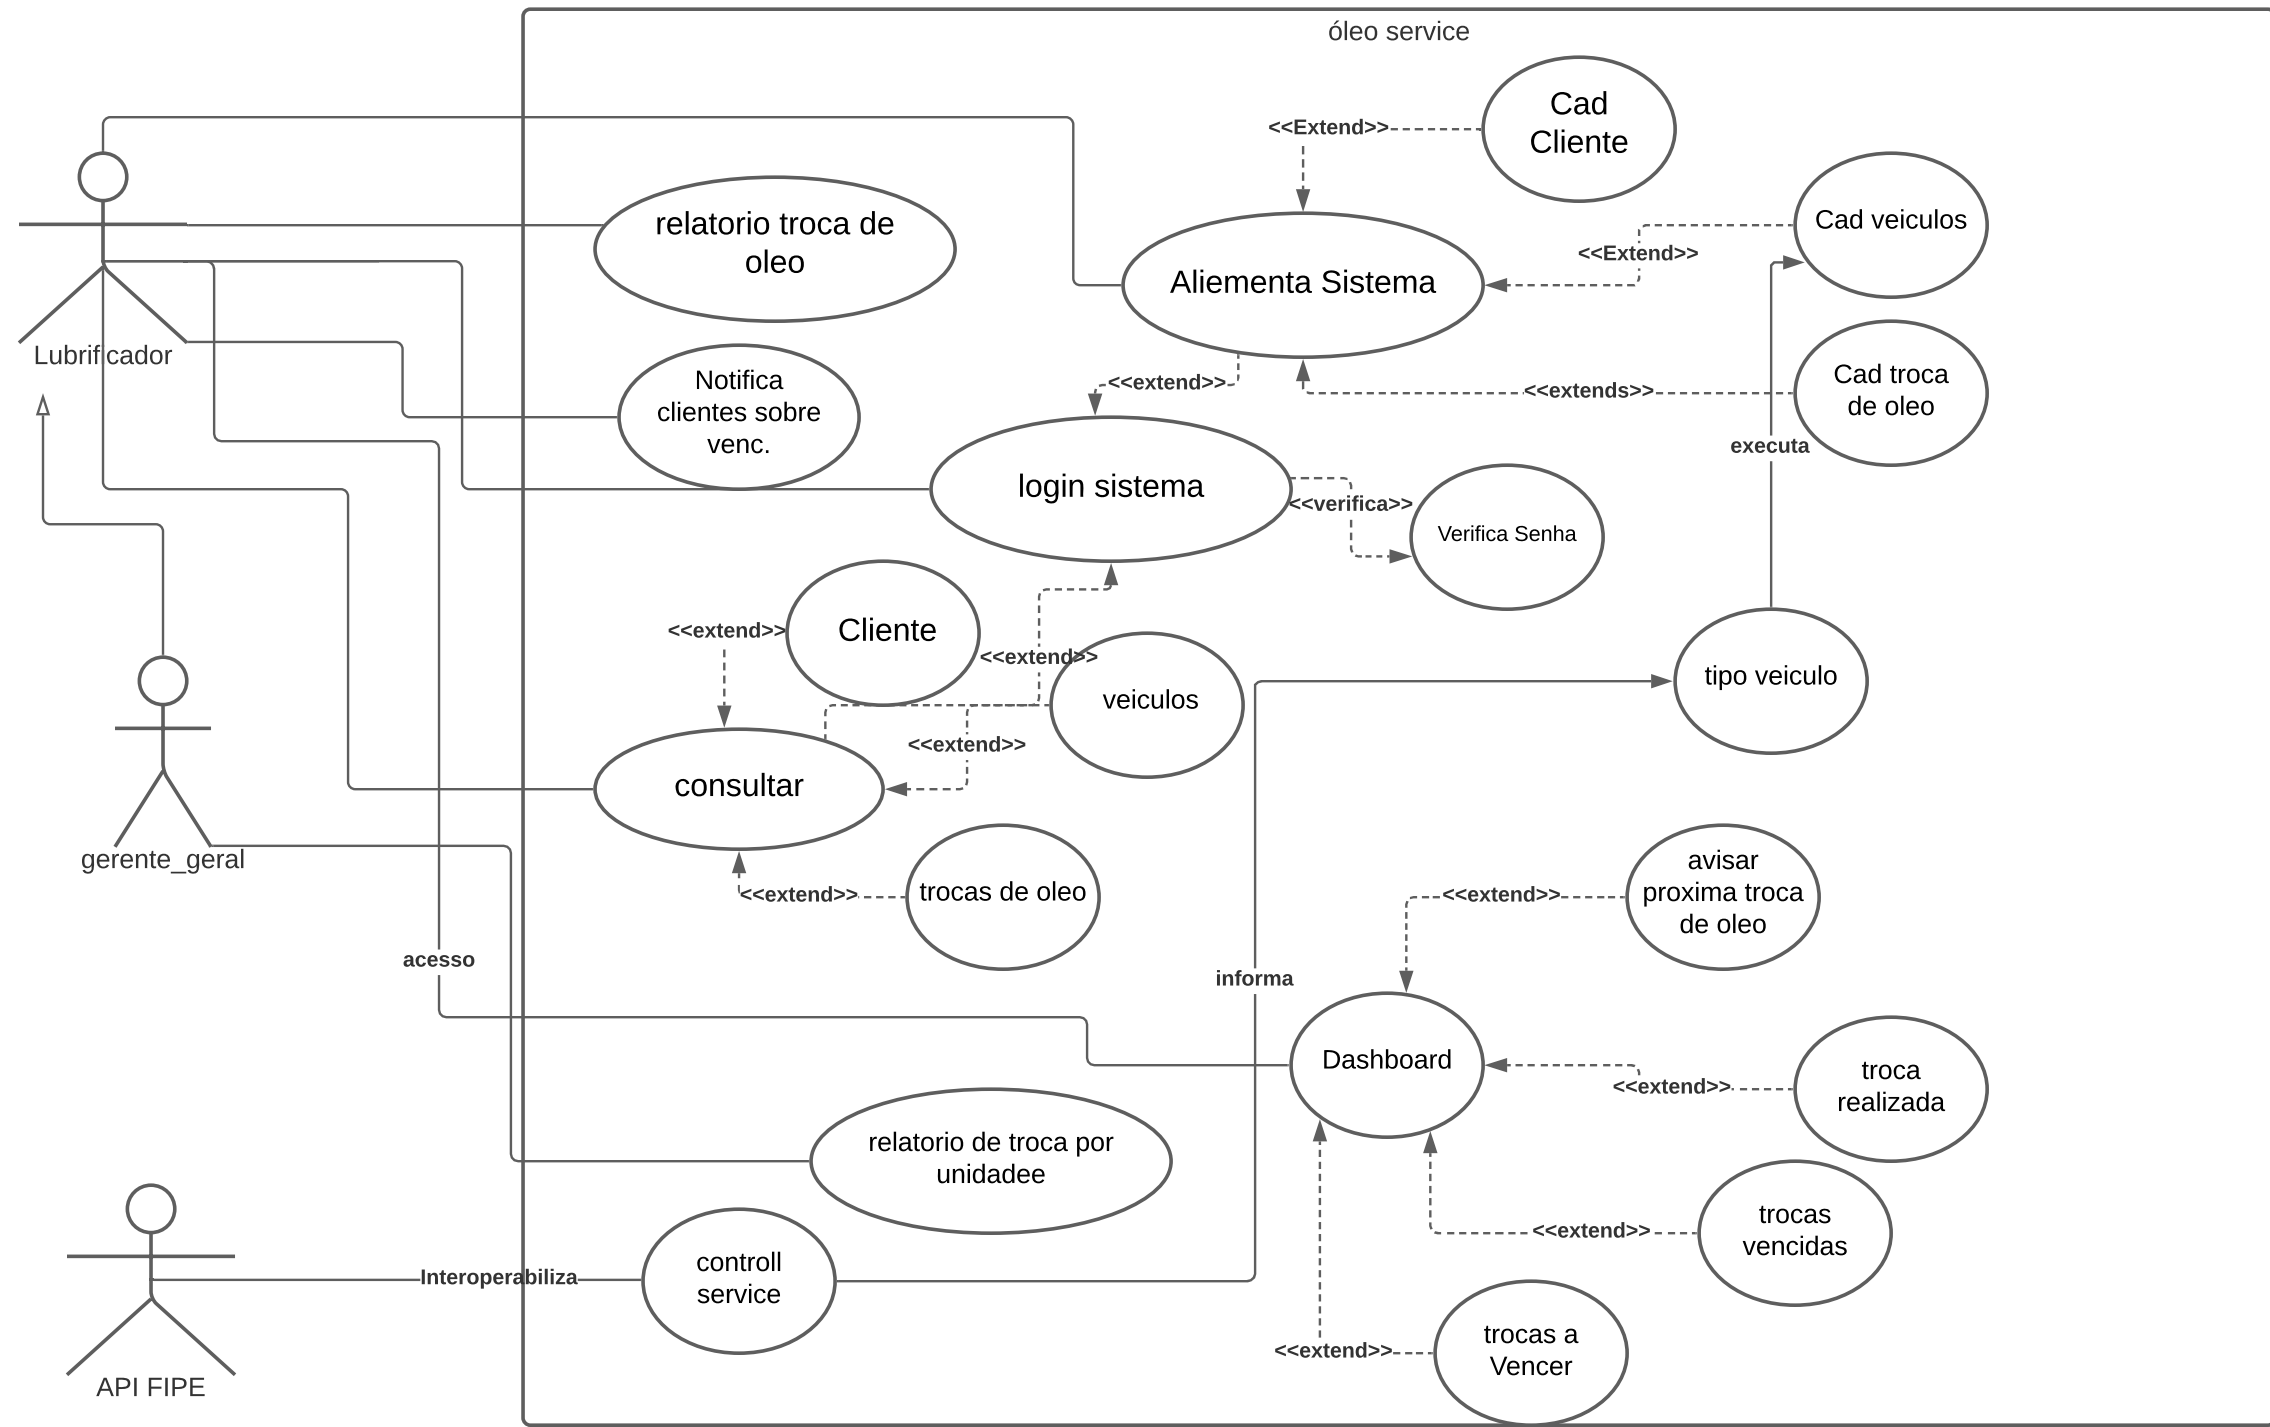 óleo service
Cad
Cliente
<<Extend>>
relatorio troca de
oleo
Cad veiculos
<<Extend>>
Aliementa Sistema
Lubrificador
Notifica
clientes sobre
venc.
<<extend>>
<<extends>>
Cad troca
de oleo
executa
login sistema
<<verifica>>
Verifica Senha
Cliente
<<extend>>
<<extend>>
veiculos
tipo veiculo
<<extend>>
consultar
gerente_geral
<<extend>>
trocas de oleo
avisar
proxima troca
de oleo
<<extend>>
acesso
informa
Dashboard
troca
realizada
<<extend>>
relatorio de troca por
unidadee
trocas
vencidas
<<extend>>
Interoperabiliza
controll
service
<<extend>>
trocas a
Vencer
API FIPE